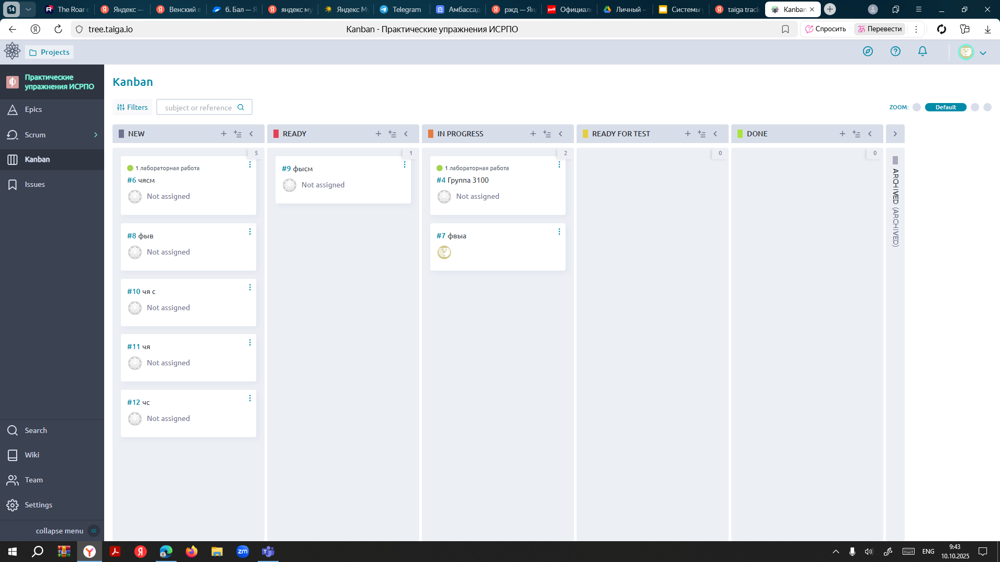 14
The Roar o
Яндекс —
Венский в
6. Бал — Я
яндекс му
Яндекс Му
Telegram
Амбассад
ржд — Ян
Официаль
Личный –
Системы у
taiga track
Kanban
tree.taiga.io
Kanban - Практические упражнения ИСРПО
Спросить
Перевести
Projects
Практические
упражнения ИСРПО
Epics
Scrum
Kanban
Issues
Search
Wiki
Team
Settings
collapse menu
Kanban
Filters
subject or reference
ZOOM:
Default
NEW
5
1 лабораторная работа
#6 чясм
Not assigned
#8 фыв
Not assigned
#10 чя с
Not assigned
#11 чя
Not assigned
#12 чс
Not assigned
READY
1
#9 фысм
Not assigned
IN PROGRESS
2
1 лабораторная работа
#4 Группа 3100
Not assigned
#7 фвыа
READY FOR TEST
0
DONE
0
ARCHIVED (ARCHIVED)
zm
ENG
9:43
10.10.2025